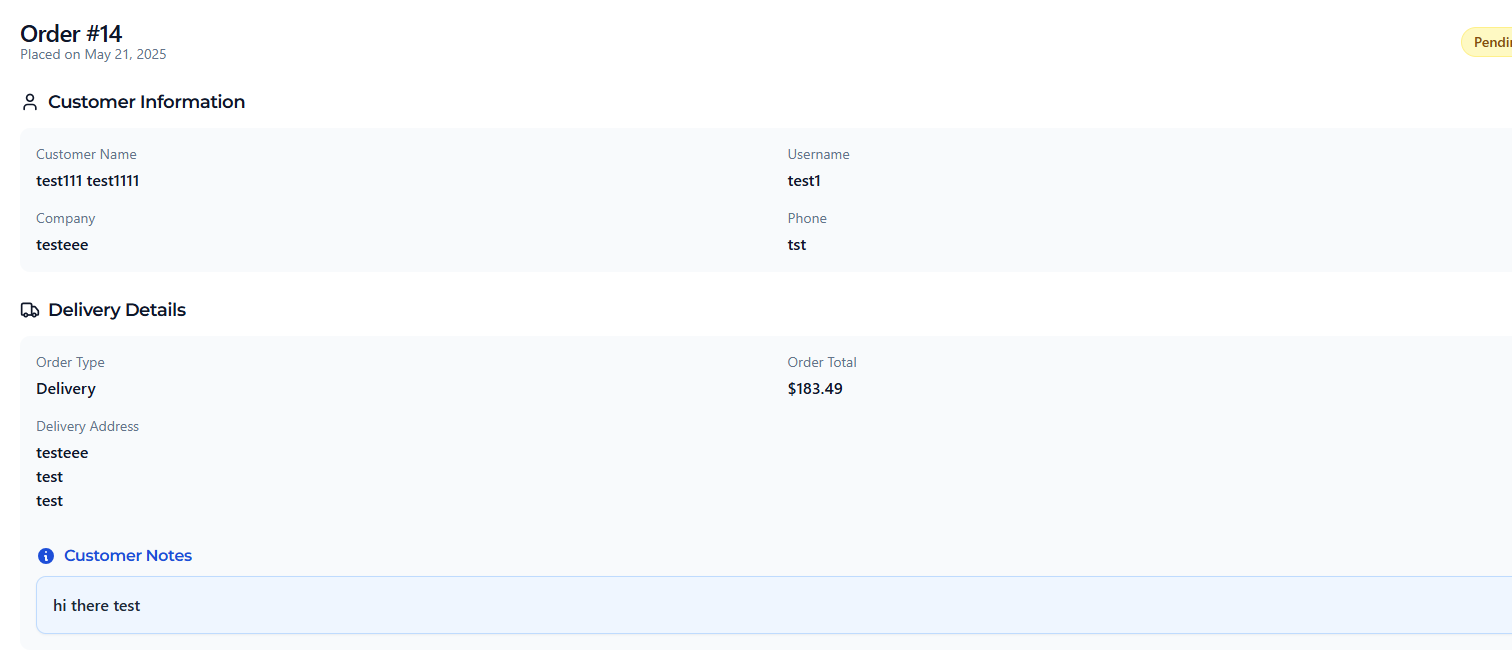 Order #14
Placed on May 21, 2025
Customer Information
Customer Name
Username
test111 test1111
test1
Company
Phone
testeee
tst
Delivery Details
Order Type
Order Total
Delivery
$183.49
Delivery Address
testeee
test
test
Customer Notes
hi there test